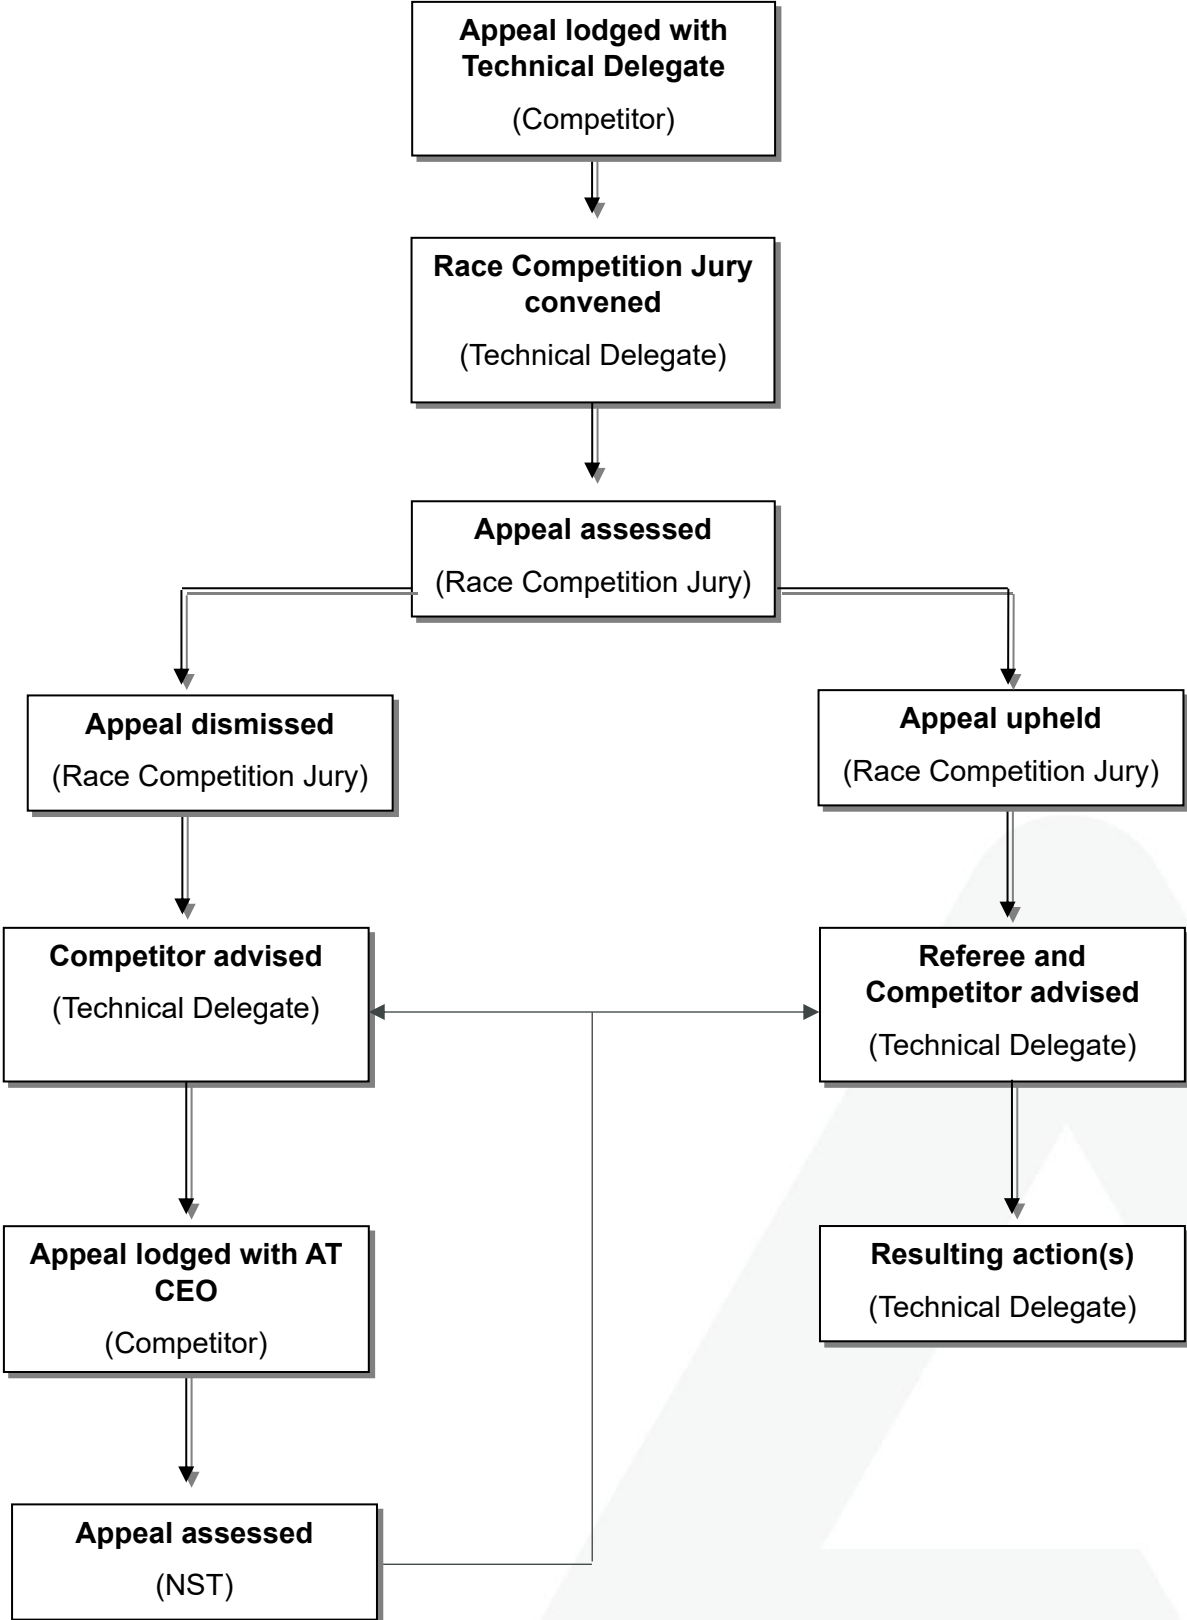 Appeal lodged with
Technical Delegate
(Competitor)
Race Competition Jury
convened
(Technical Delegate)
Appeal assessed
(Race Competition Jury)
Appeal dismissed
(Race Competition Jury)
Appeal upheld
(Race Competition Jury)
Competitor advised
(Technical Delegate)
Referee and
Competitor advised
(Technical Delegate)
Appeal lodged with AT
CEO
(Competitor)
Resulting action(s)
(Technical Delegate)
Appeal assessed
(NST)